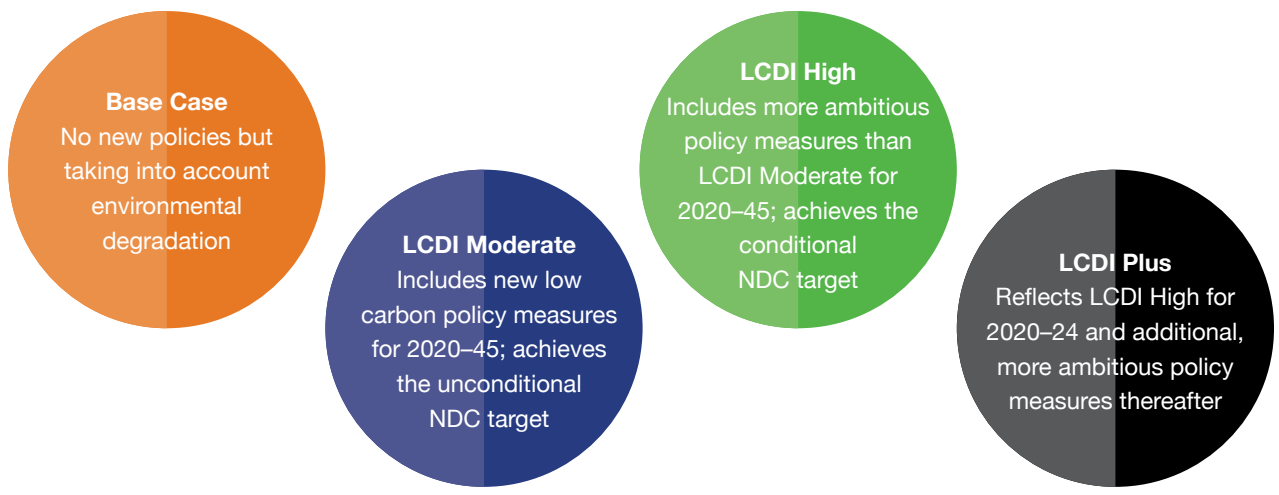 Base Case
No new policies but
taking into account
environmental
degradation
LCDI Moderate
Includes new low
carbon policy measures
for 2020–45; achieves
the unconditional
NDC target
LCDI High
Includes more ambitious
policy measures than
LCDI Moderate for
2020–45; achieves the
conditional
NDC target
LCDI Plus
Reflects LCDI High for
2020–24 and additional,
more ambitious policy
measures thereafter